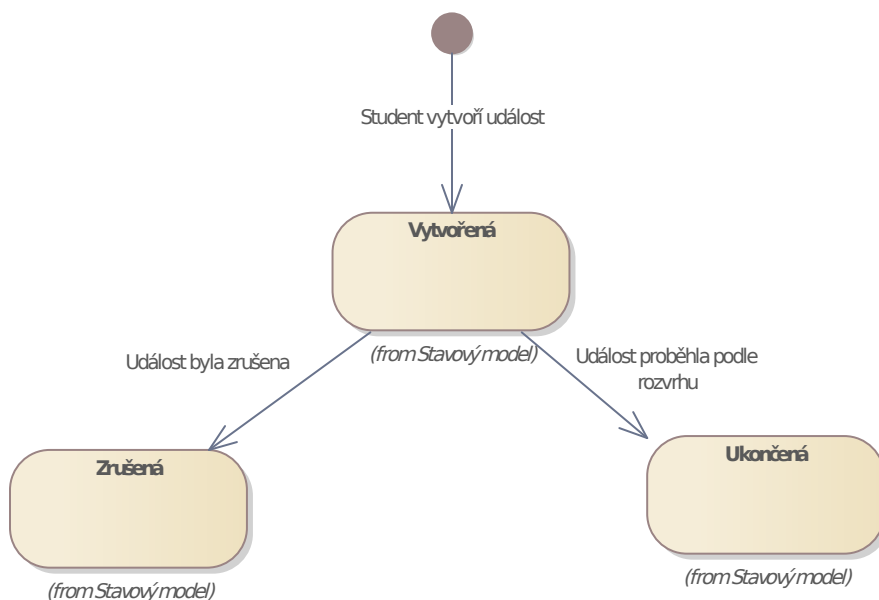 Student vytvoří událost
Vytvořená
(from Stavový model)
Událost byla zrušena
Událost proběhla podle
rozvrhu
Zrušená
(from Stavový model)
Ukončená
(from Stavový model)